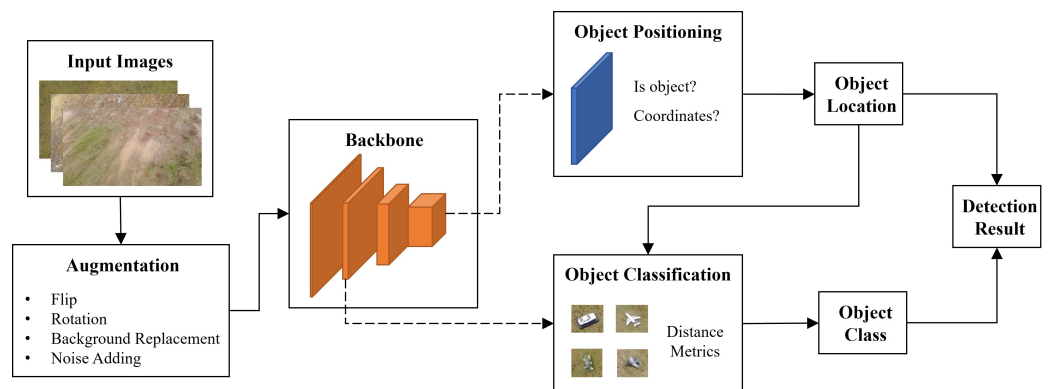 Input Images
Augmentation
• Flip
• Rotation
• Background Replacement
• Noise Adding
Backbone
Object Positioning
Is object?
Coordinates?
Object
Location
Object Classification
Distance
Metrics
Object
Class
Detection
Result